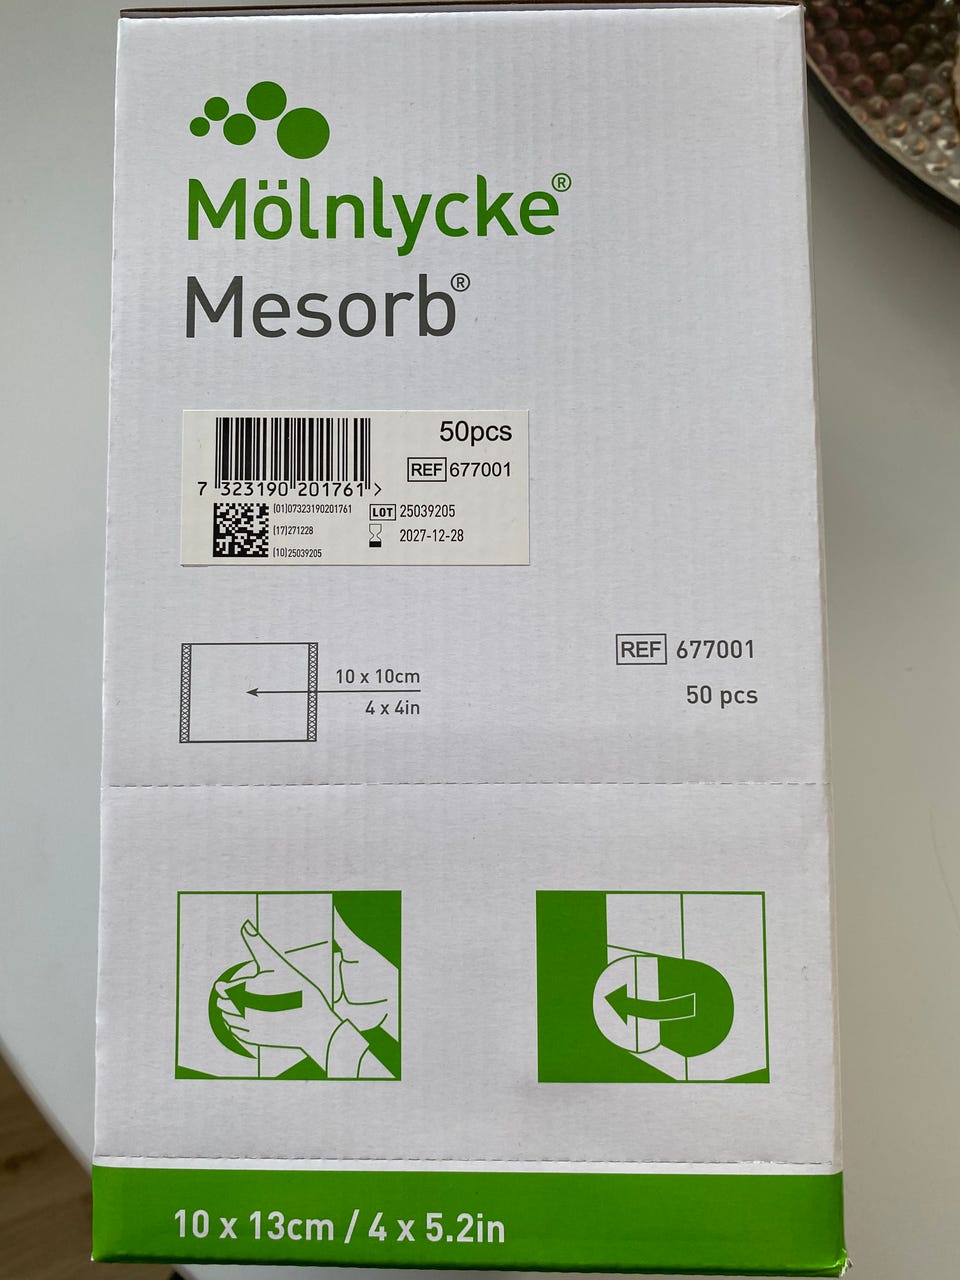 Mölnlycke®
Mesorb®
50pcs
REF 677001
7 323190 201761 >
(01)07323190201761
(17)271228
(10)25039205
LOT 25039205
2027-12-28
10 x 10cm
4 x 4in
REF 677001
50 pcs
10 x 13cm / 4 x 5.2in